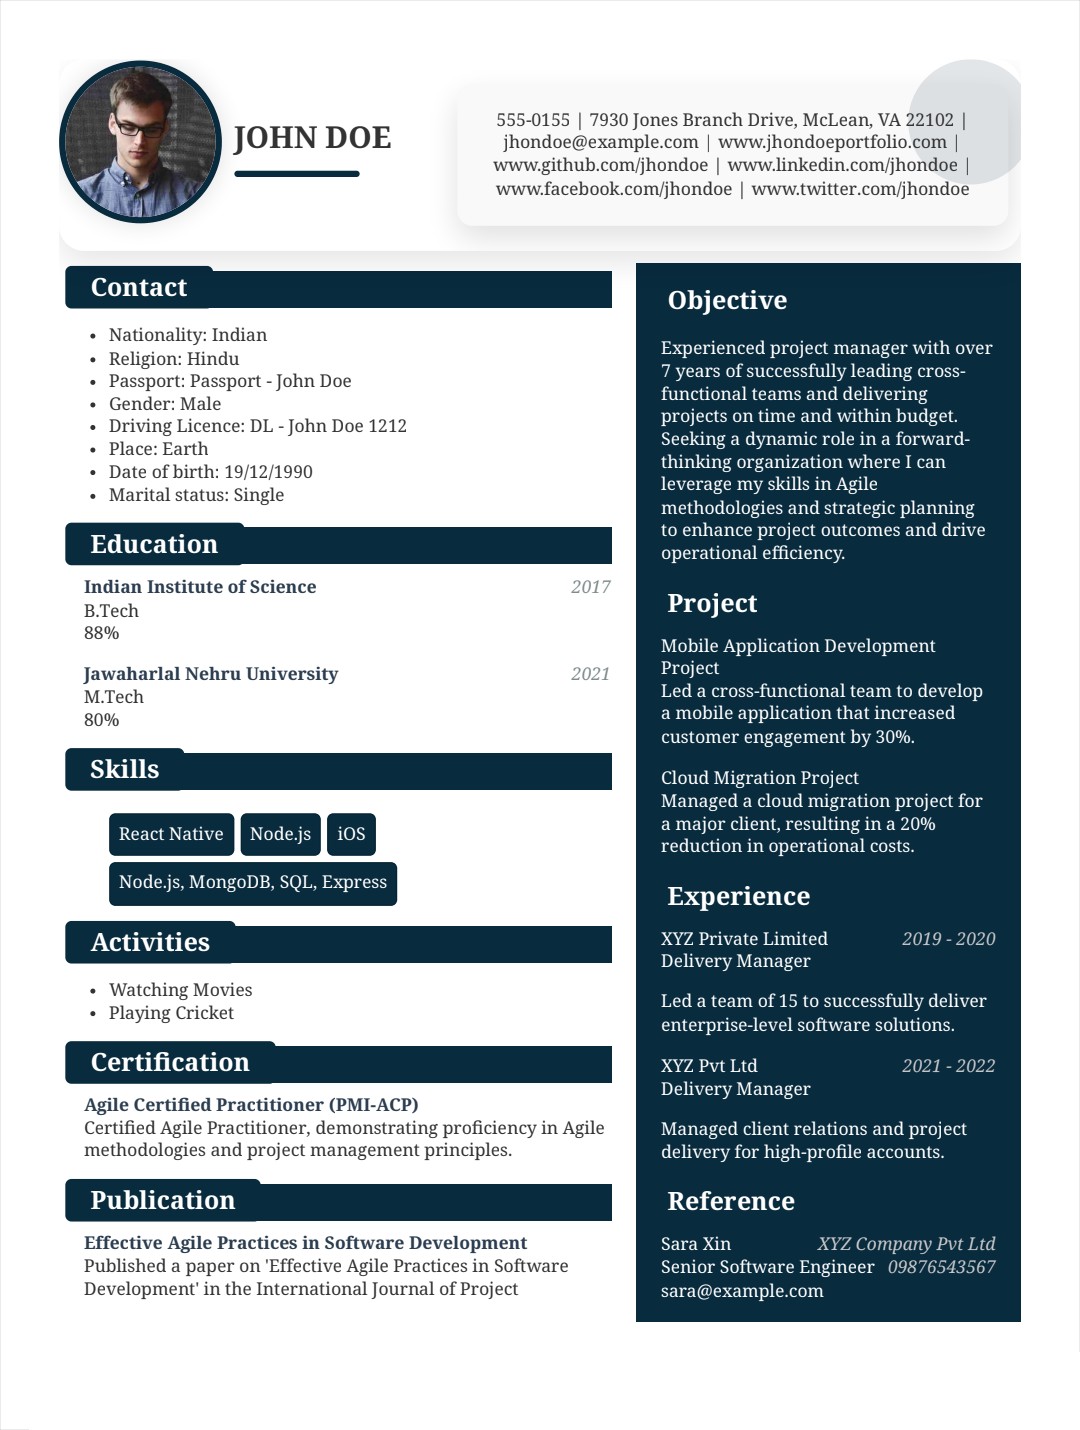 JOHN DOE
555-0155 | 7930 Jones Branch Drive, McLean, VA 22102 |
jhondoe@example.com | www.jhondoeportfolio.com |
www.github.com/jhondoe | www.linkedin.com/jhondoe |
www.facebook.com/jhondoe | www.twitter.com/jhondoe
Contact
• Nationality: Indian
• Religion: Hindu
• Passport: Passport - John Doe
• Gender: Male
• Driving Licence: DL - John Doe 1212
• Place: Earth
• Date of birth: 19/12/1990
• Marital status: Single
Education
Indian Institute of Science 2017
B.Tech
88%
Jawaharlal Nehru University 2021
M.Tech
80%
Skills
React Native Node.js iOS
Node.js, MongoDB, SQL, Express
Activities
• Watching Movies
• Playing Cricket
Certification
Agile Certified Practitioner (PMI-ACP)
Certified Agile Practitioner, demonstrating proficiency in Agile
methodologies and project management principles.
Publication
Effective Agile Practices in Software Development
Published a paper on 'Effective Agile Practices in Software
Development' in the International Journal of Project
Objective
Experienced project manager with over
7 years of successfully leading cross-
functional teams and delivering
projects on time and within budget.
Seeking a dynamic role in a forward-
thinking organization where I can
leverage my skills in Agile
methodologies and strategic planning
to enhance project outcomes and drive
operational efficiency.
Project
Mobile Application Development
Project
Led a cross-functional team to develop
a mobile application that increased
customer engagement by 30%.
Cloud Migration Project
Managed a cloud migration project for
a major client, resulting in a 20%
reduction in operational costs.
Experience
XYZ Private Limited 2019 - 2020
Delivery Manager
Led a team of 15 to successfully deliver
enterprise-level software solutions.
XYZ Pvt Ltd 2021 - 2022
Delivery Manager
Managed client relations and project
delivery for high-profile accounts.
Reference
Sara Xin XYZ Company Pvt Ltd
Senior Software Engineer 09876543567
sara@example.com